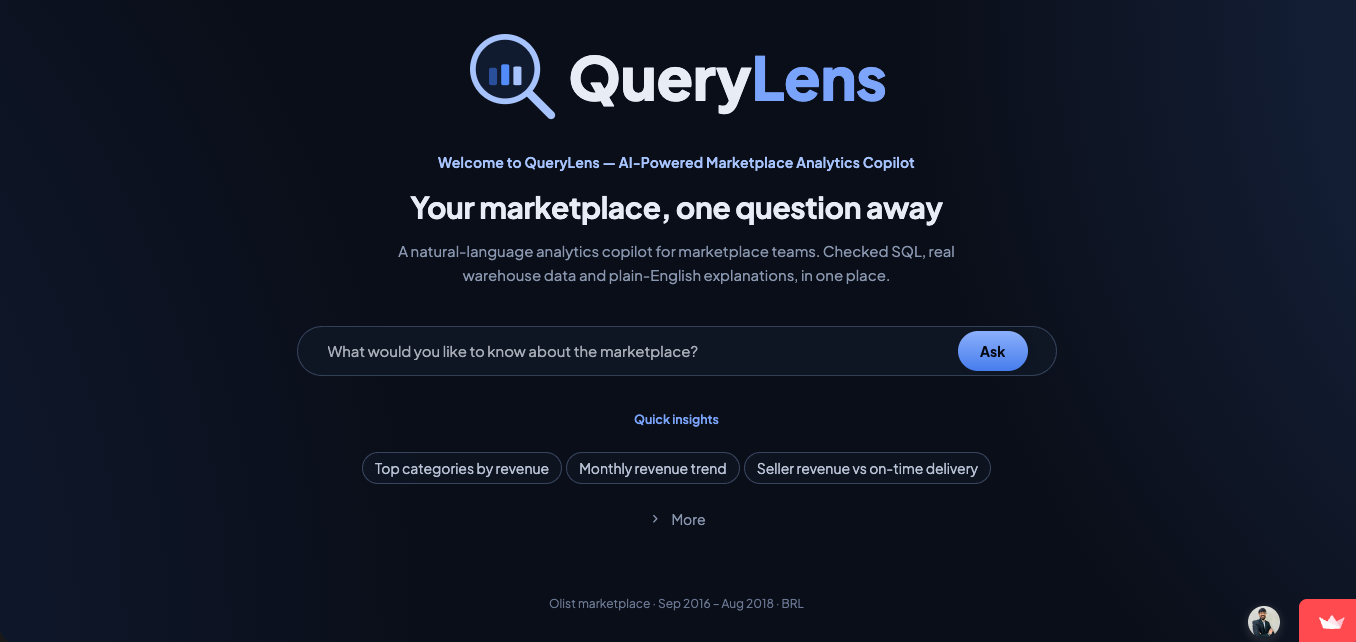 QueryLens
Welcome to QueryLens — AI-Powered Marketplace Analytics Copilot
Your marketplace, one question away
A natural-language analytics copilot for marketplace teams. Checked SQL, real
warehouse data and plain-English explanations, in one place.
What would you like to know about the marketplace?
Ask
Quick insights
Top categories by revenue
Monthly revenue trend
Seller revenue vs on-time delivery
More
Olist marketplace · Sep 2016 – Aug 2018 · BRL